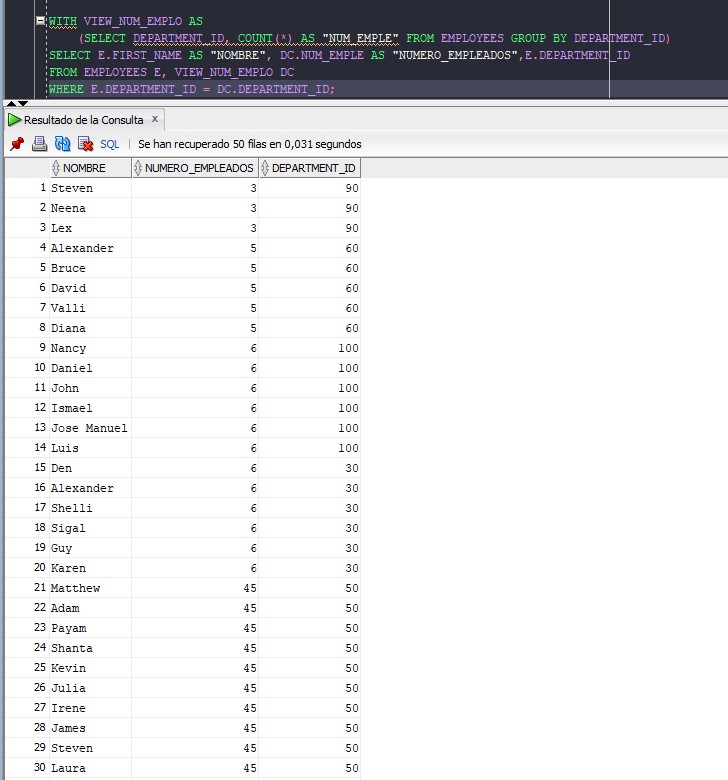 WITH VIEW_NUM_EMPLO AS
(SELECT DEPARTMENT_ID, COUNT(*) AS "NUM_EMPLE" FROM EMPLOYEES GROUP BY DEPARTMENT_ID)
SELECT E.FIRST_NAME AS "NOMBRE", DC.NUM_EMPLE AS "NUMERO_EMPLEADOS",E.DEPARTMENT_ID
FROM EMPLOYEES E, VIEW_NUM_EMPLO DC
WHERE E.DEPARTMENT_ID = DC.DEPARTMENT_ID;
Resultado de la Consulta x
SQL | Se han recuperado 50 filas en 0,031 segundos
NOMBRE NUMERO_EMPLEADOS DEPARTMENT_ID
1 Steven 3 90
2 Neena 3 90
3 Lex 3 90
4 Alexander 5 60
5 Bruce 5 60
6 David 5 60
7 Valli 5 60
8 Diana 5 60
9 Nancy 6 100
10 Daniel 6 100
11 John 6 100
12 Ismael 6 100
13 Jose Manuel 6 100
14 Luis 6 100
15 Den 6 30
16 Alexander 6 30
17 Shelli 6 30
18 Sigal 6 30
19 Guy 6 30
20 Karen 6 30
21 Matthew 45 50
22 Adam 45 50
23 Payam 45 50
24 Shanta 45 50
25 Kevin 45 50
26 Julia 45 50
27 Irene 45 50
28 James 45 50
29 Steven 45 50
30 Laura 45 50